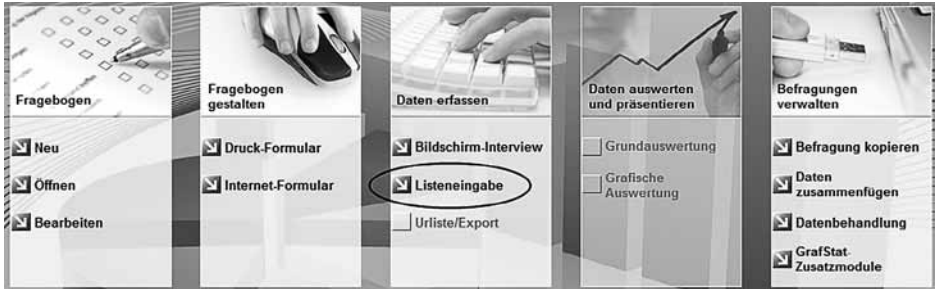 Fragebogen
Neu
Öffnen
Bearbeiten
Fragebogen
gestalten
Druck-Formular
Internet-Formular
Daten erfassen
Bildschirm-Interview
Listeneingabe
Urliste/Export
Daten auswerten
und präsentieren
Grundauswertung
Grafische
Auswertung
Befragungen
verwalten
Befragung kopieren
Daten
zusammenfügen
Datenbehandlung
GrafStat-
Zusatzmodule